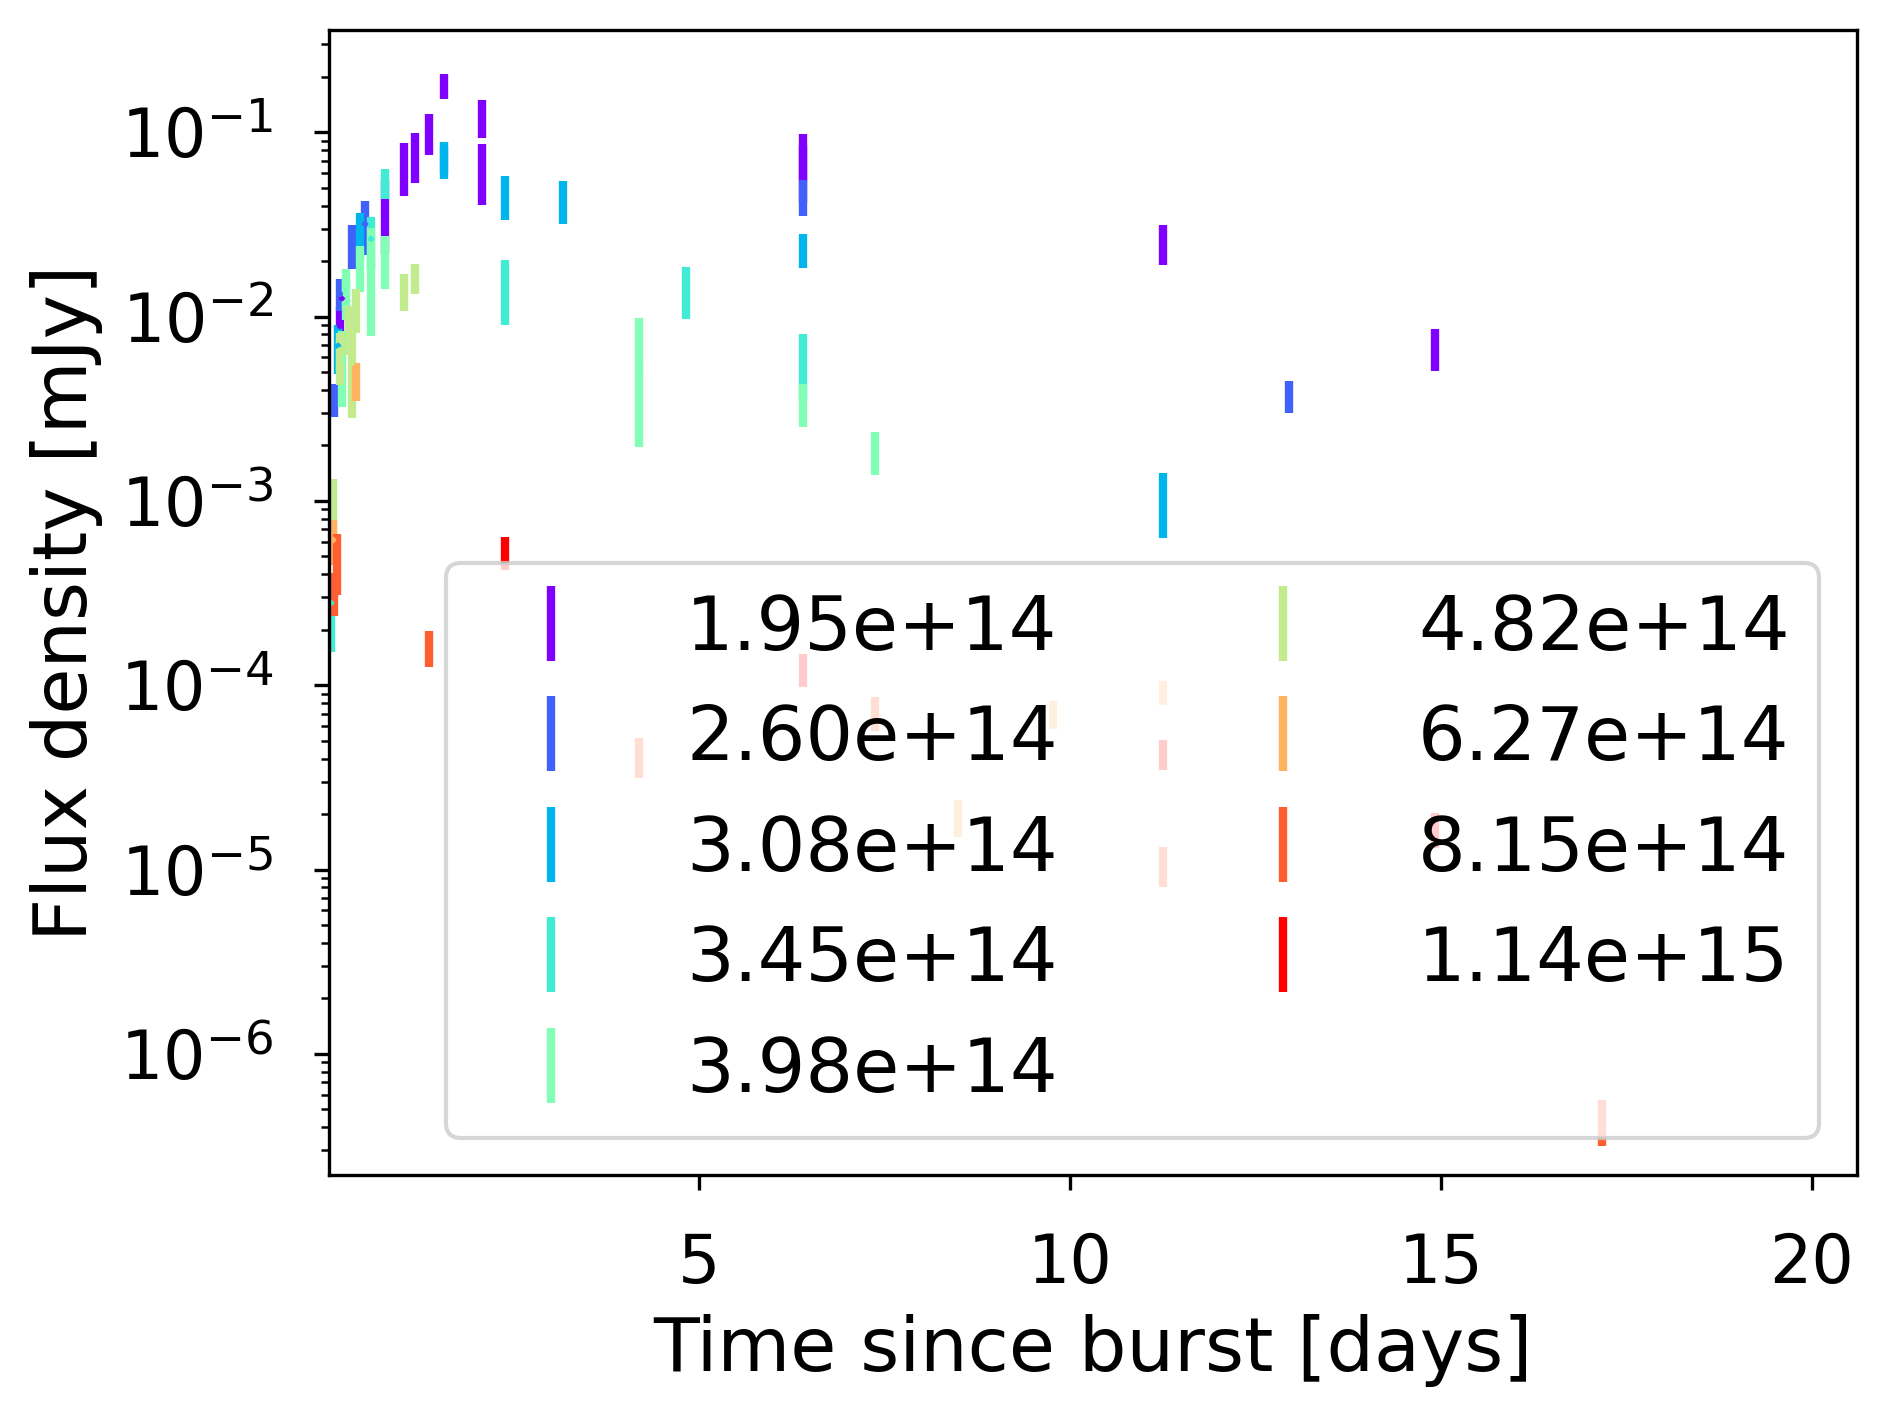 Flux density [mJy]
10⁻¹
10⁻²
10⁻³
10⁻⁴
10⁻⁵
10⁻⁶
1.95e+14
2.60e+14
3.08e+14
3.45e+14
3.98e+14
4.82e+14
6.27e+14
8.15e+14
1.14e+15
5 10 15 20
Time since burst [days]